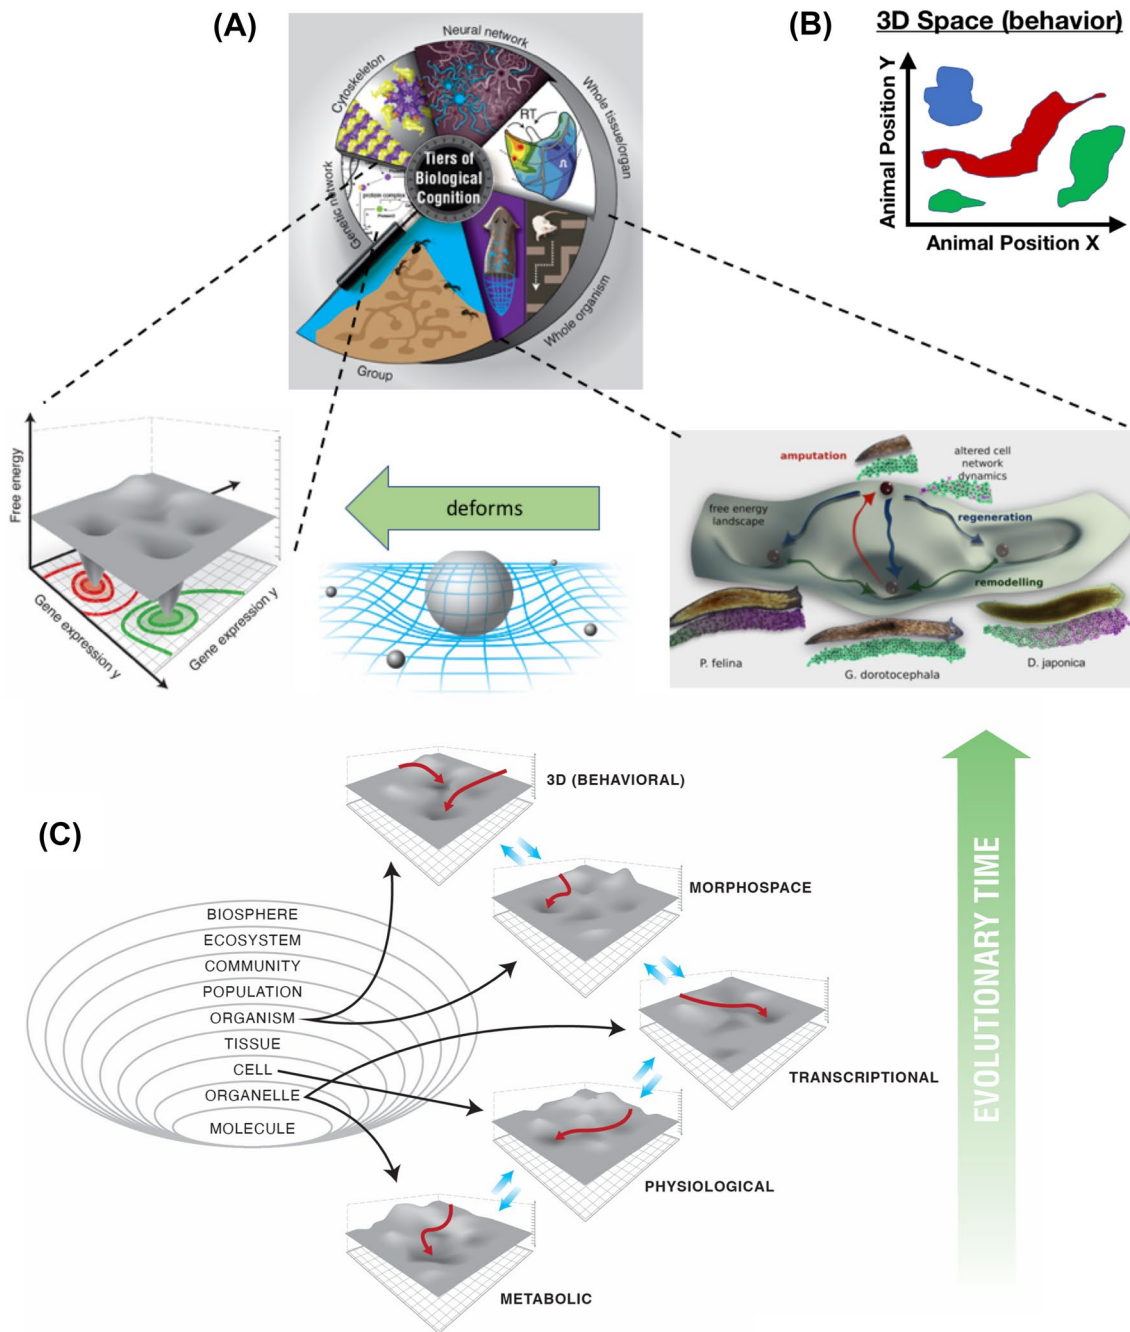 (A)
Neural network
Cytoskeleton
Whole tissue/organ
RT
Tiers of
Biological
Cognition
protein complex
Genetic network
Whole organism
Group
(B)
3D Space (behavior)
Animal Position Y
Animal Position X
Free energy
Gene expression y
Gene expression y
deforms
amputation
altered cell
network
dynamics
free energy
landscape
regeneration
remodelling
P. felina
G. dorotocephala
D. japonica
(C)
3D (BEHAVIORAL)
MORPHOSPACE
TRANSCRIPTIONAL
PHYSIOLOGICAL
METABOLIC
BIOSPHERE
ECOSYSTEM
COMMUNITY
POPULATION
ORGANISM
TISSUE
CELL
ORGANELLE
MOLECULE
EVOLUTIONARY TIME